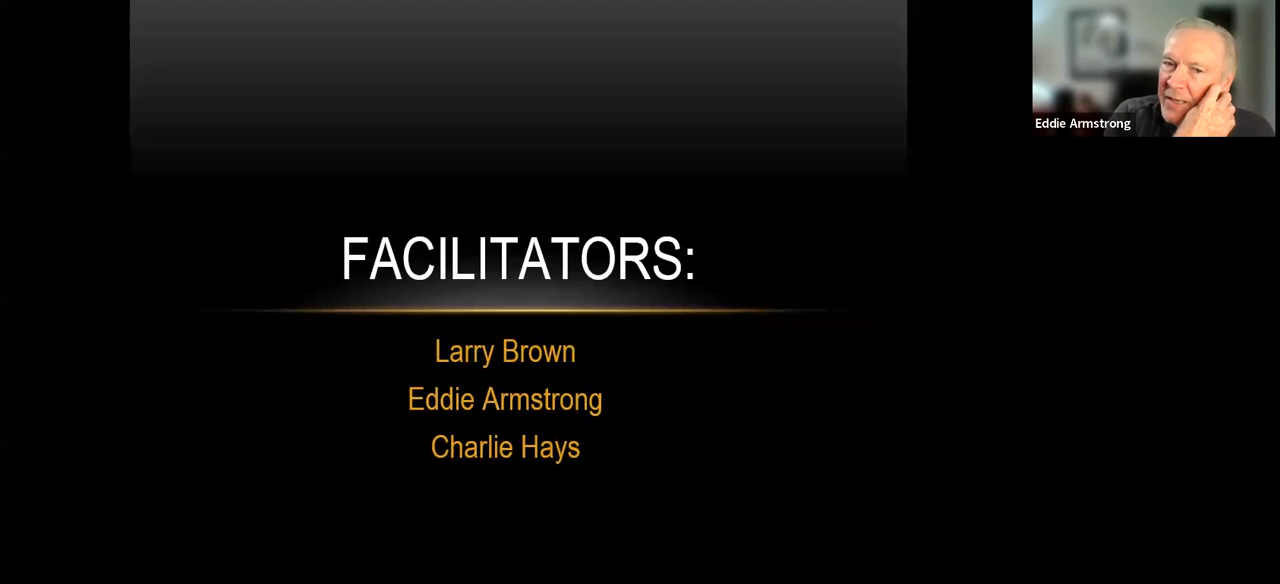 FACILITATORS:
Larry Brown
Eddie Armstrong
Charlie Hays
Eddie Armstrong